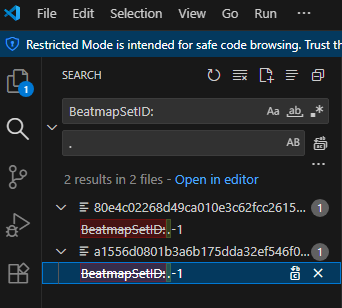 File Edit Selection View Go Run
Restricted Mode is intended for safe code browsing. Trust th
1
SEARCH
BeatmapSetID:
Aa ab .*
.
AB
2 results in 2 files - Open in editor
80e4c02268d49ca010e3c62fcc2615... 1
BeatmapSetID:.-1
a1556d0801b3a6b175dda32ef546f0... 1
BeatmapSetID:.-1